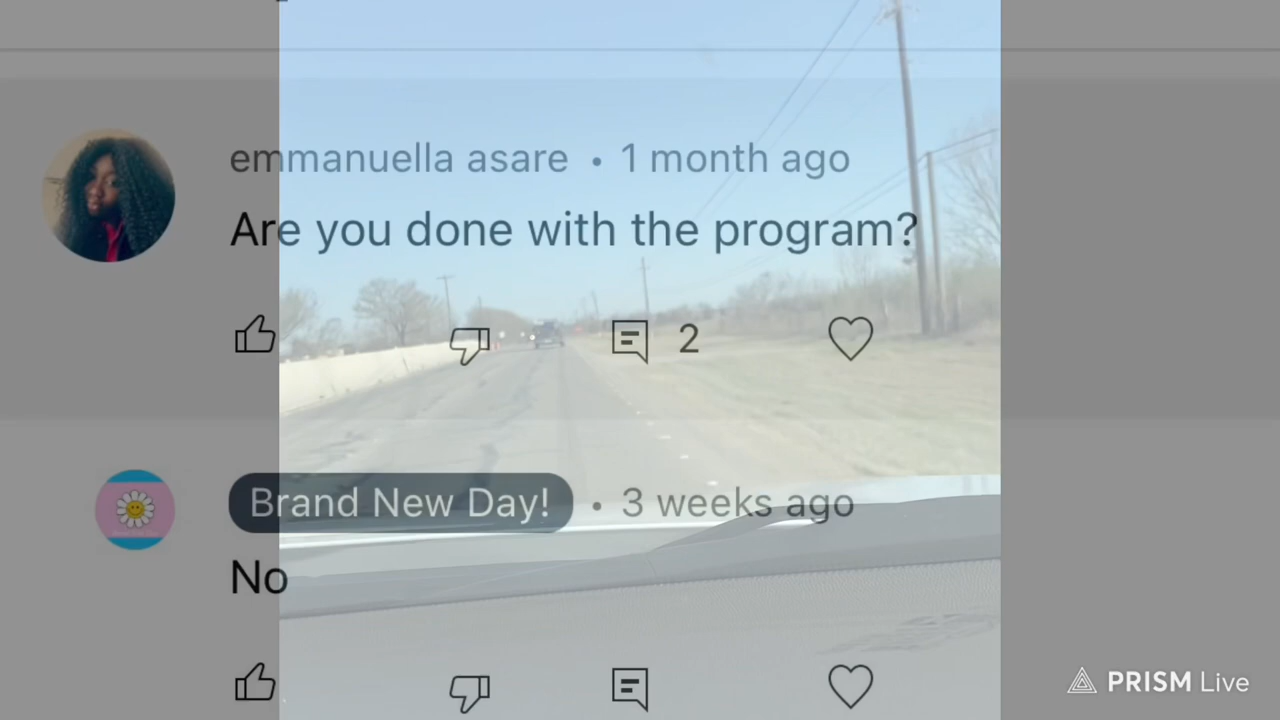 emmanuella asare • 1 month ago
Are you done with the program?
2
Brand New Day! • 3 weeks ago
No
PRISM Live